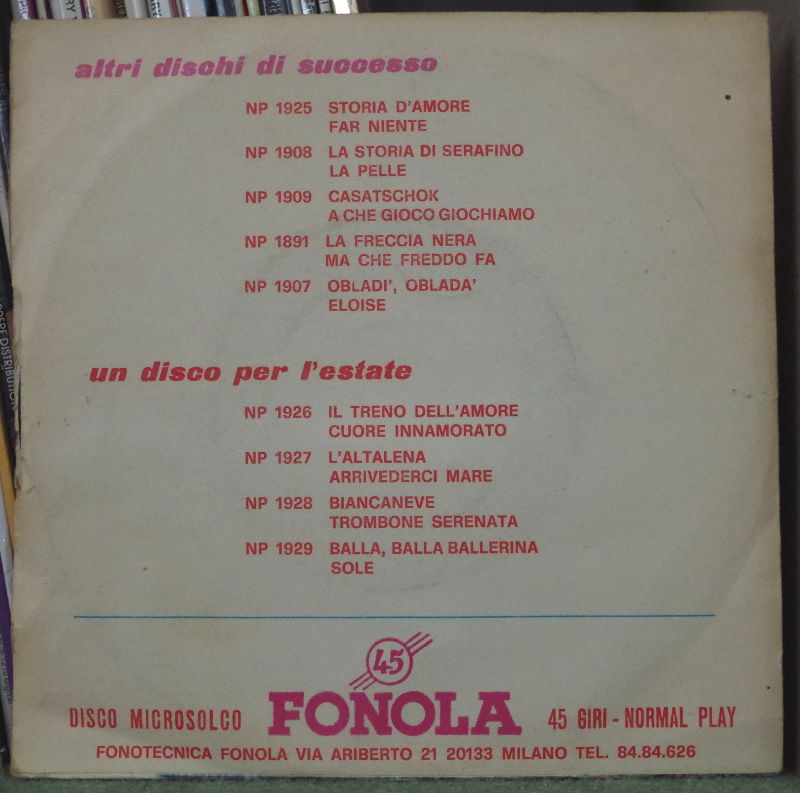 altri dischi di successo
NP 1925 STORIA D'AMORE
FAR NIENTE
NP 1908 LA STORIA DI SERAFINO
LA PELLE
NP 1909 CASATSCHOK
A CHE GIOCO GIOCHIAMO
NP 1891 LA FRECCIA NERA
MA CHE FREDDO FA
NP 1907 OBLADI', OBLADA'
ELOISE
un disco per l'estate
NP 1926 IL TRENO DELL'AMORE
CUORE INNAMORATO
NP 1927 L'ALTALENA
ARRIVEDERCI MARE
NP 1928 BIANCANEVE
TROMBONE SERENATA
NP 1929 BALLA, BALLA BALLERINA
SOLE
45
DISCO MICROSOLCO FONOLA 45 GIRI - NORMAL PLAY
FONOTECNICA FONOLA VIA ARIBERTO 21 20133 MILANO TEL. 84.84.626